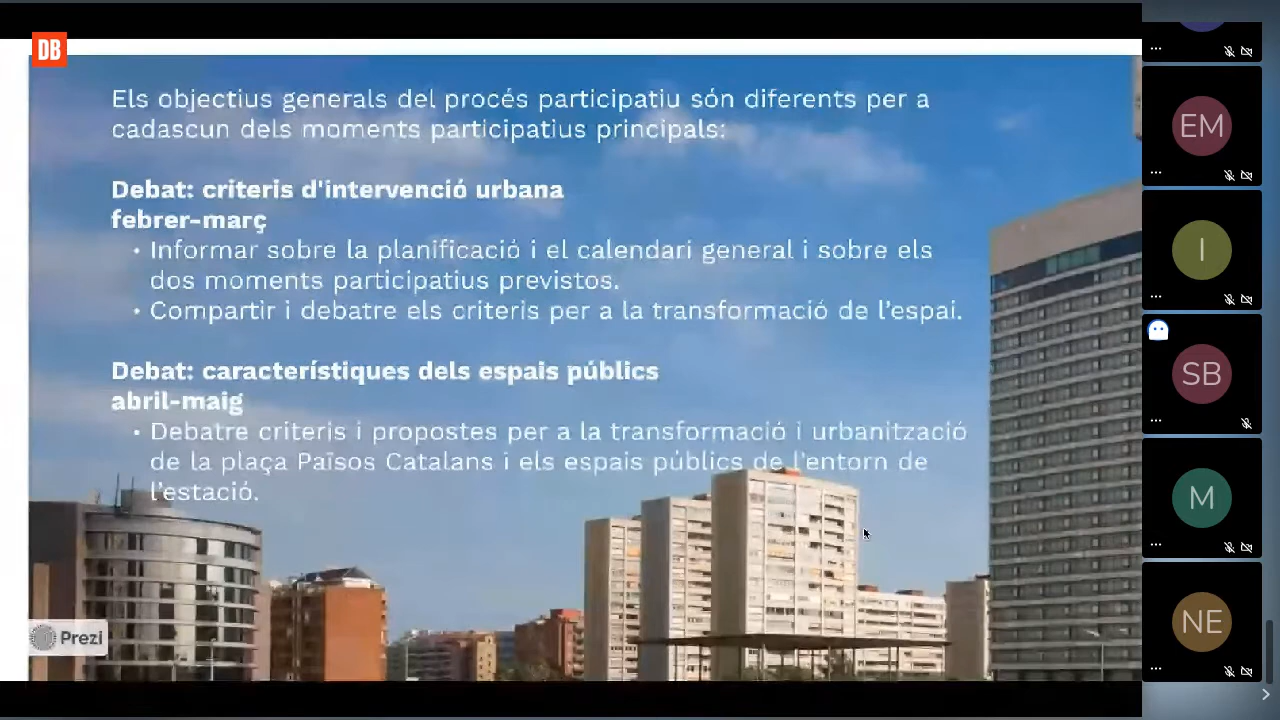 DB
Els objectius generals del procés participatiu són diferents per a
cadascun dels moments participatius principals:
Debat: criteris d'intervenció urbana
febrer-març
• Informar sobre la planificació i el calendari general i sobre els
dos moments participatius previstos.
• Compartir i debatre els criteris per a la transformació de l'espai.
Debat: característiques dels espais públics
abril-maig
• Debatre criteris i propostes per a la transformació i urbanització
de la plaça Països Catalans i els espais públics de l'entorn de
l'estació.
Prezi
EM
I
SB
M
NE